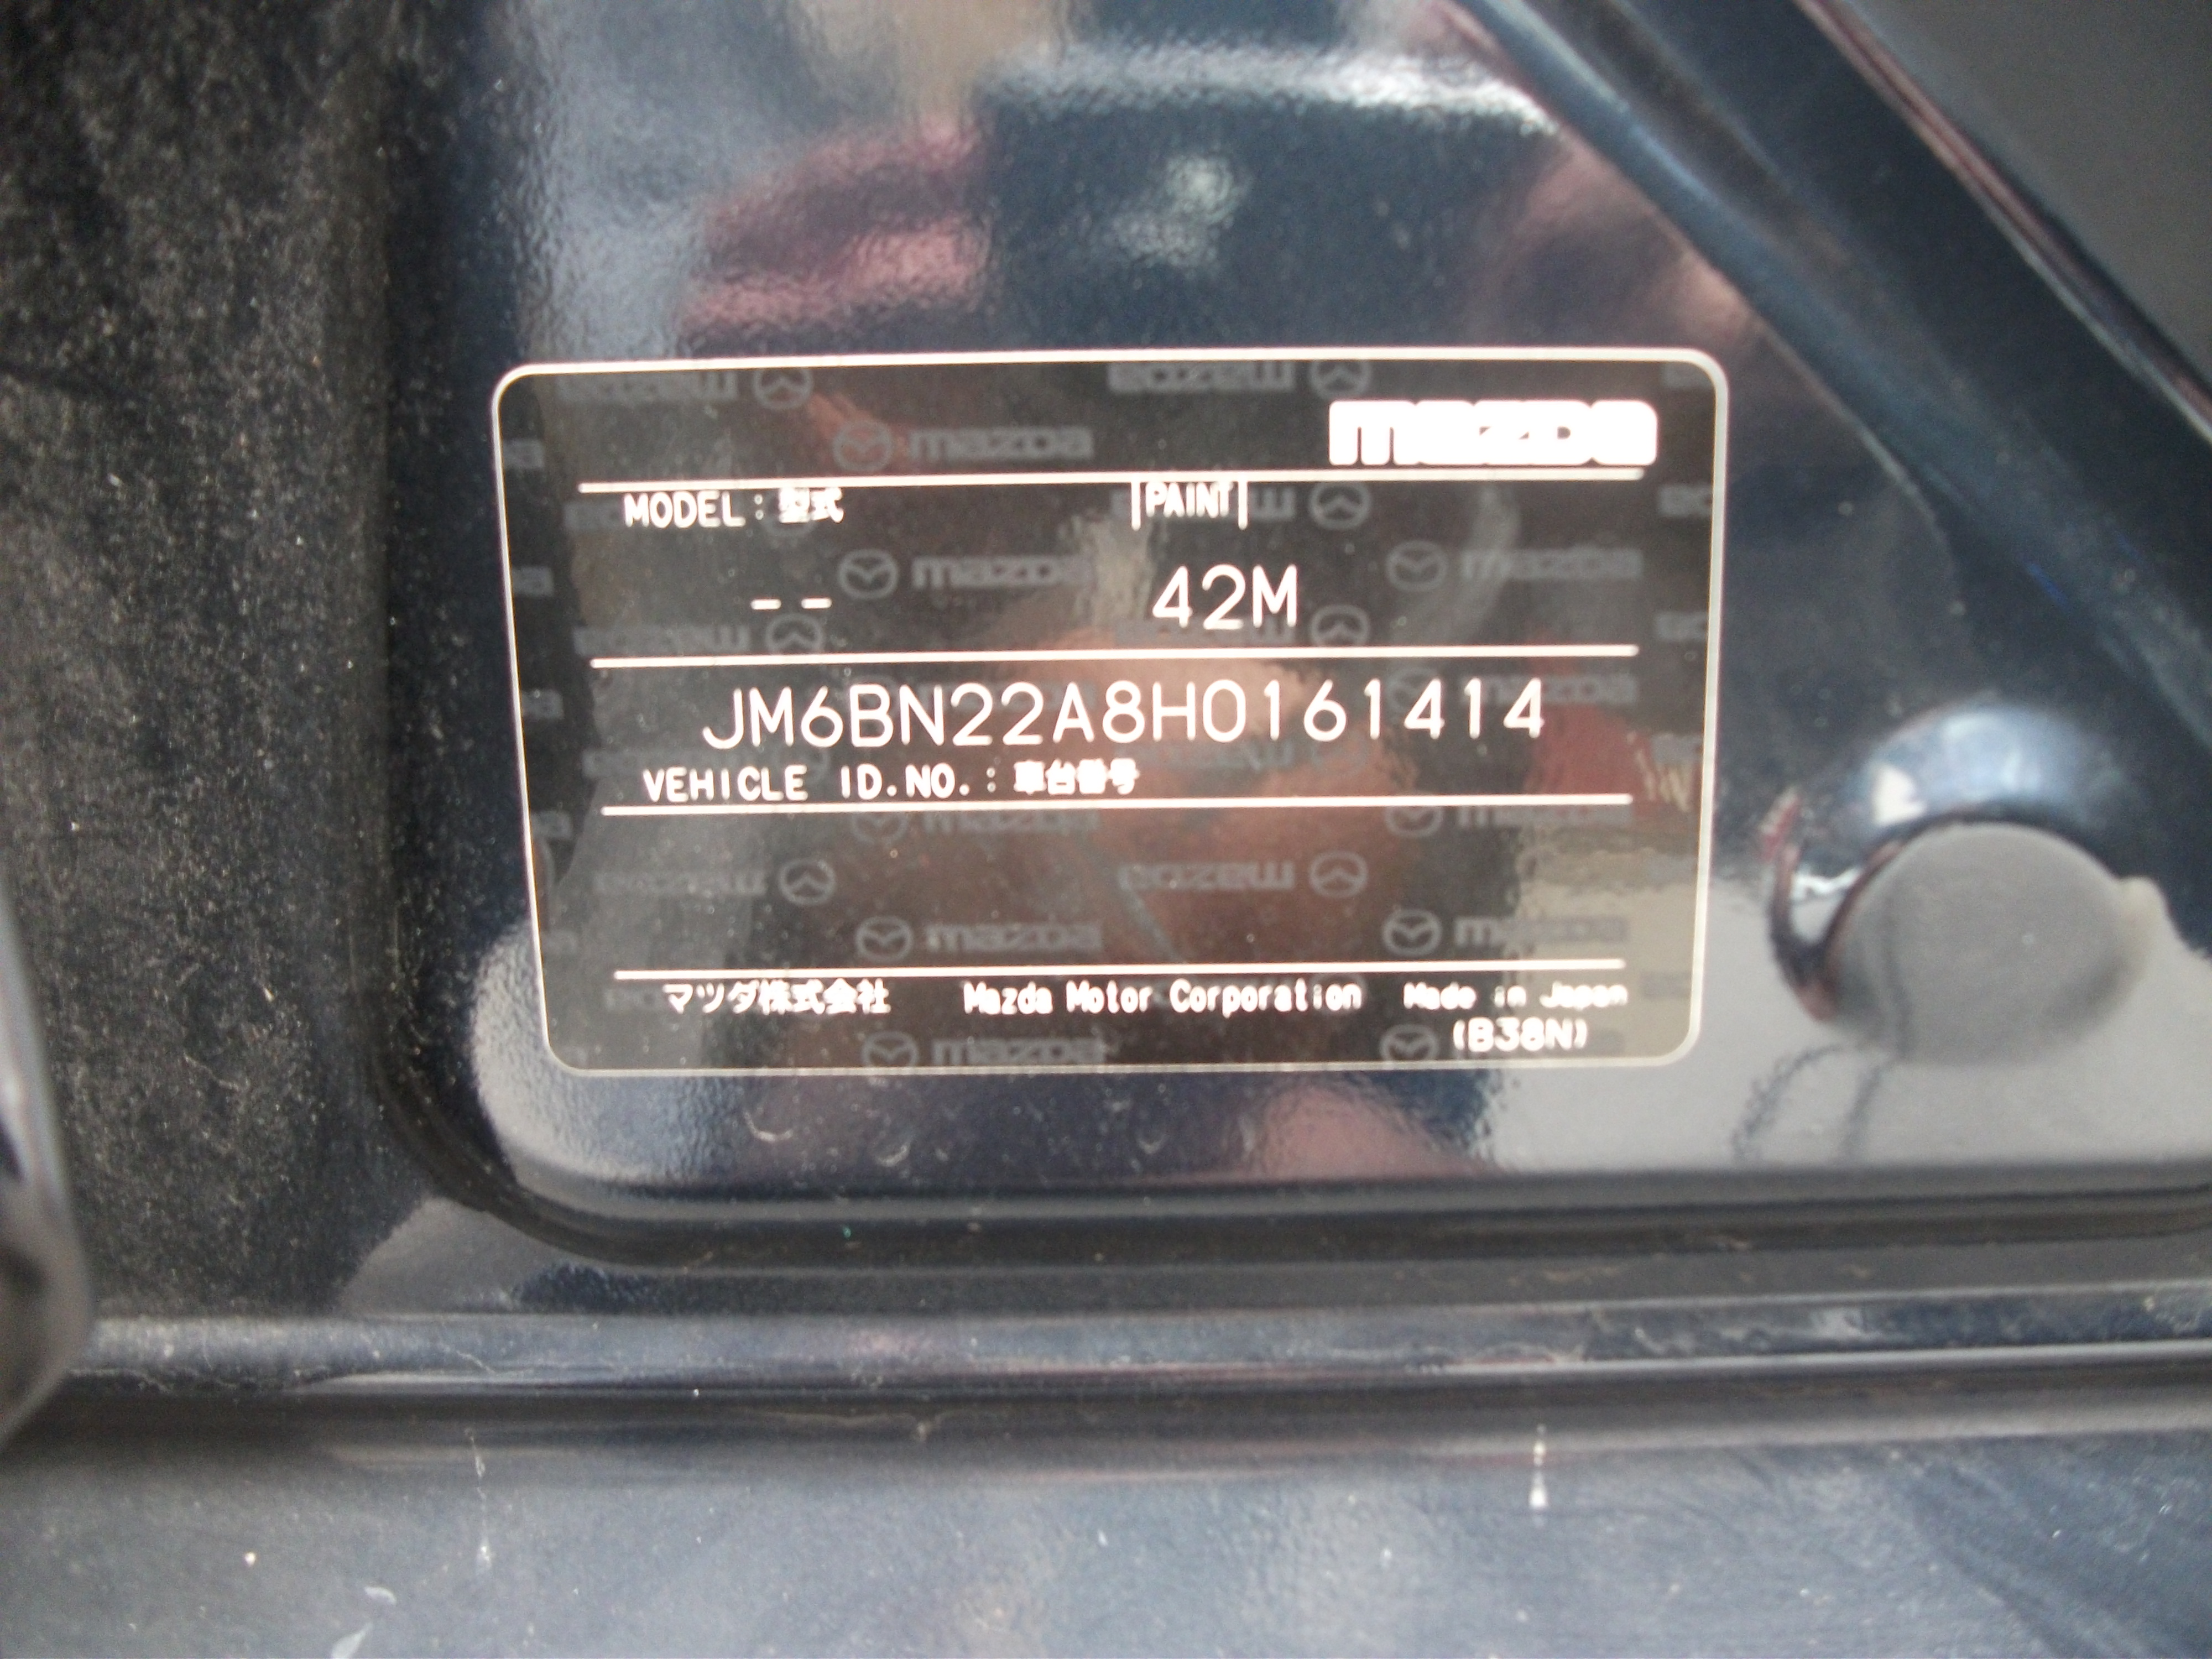 mazda
MODEL : 型式 PAINT
-- 42M
JM6BN22A8H0161414
VEHICLE ID.NO. : 車台番号
マツダ株式会社 Mazda Motor Corporation Made in Japan
(B38N)